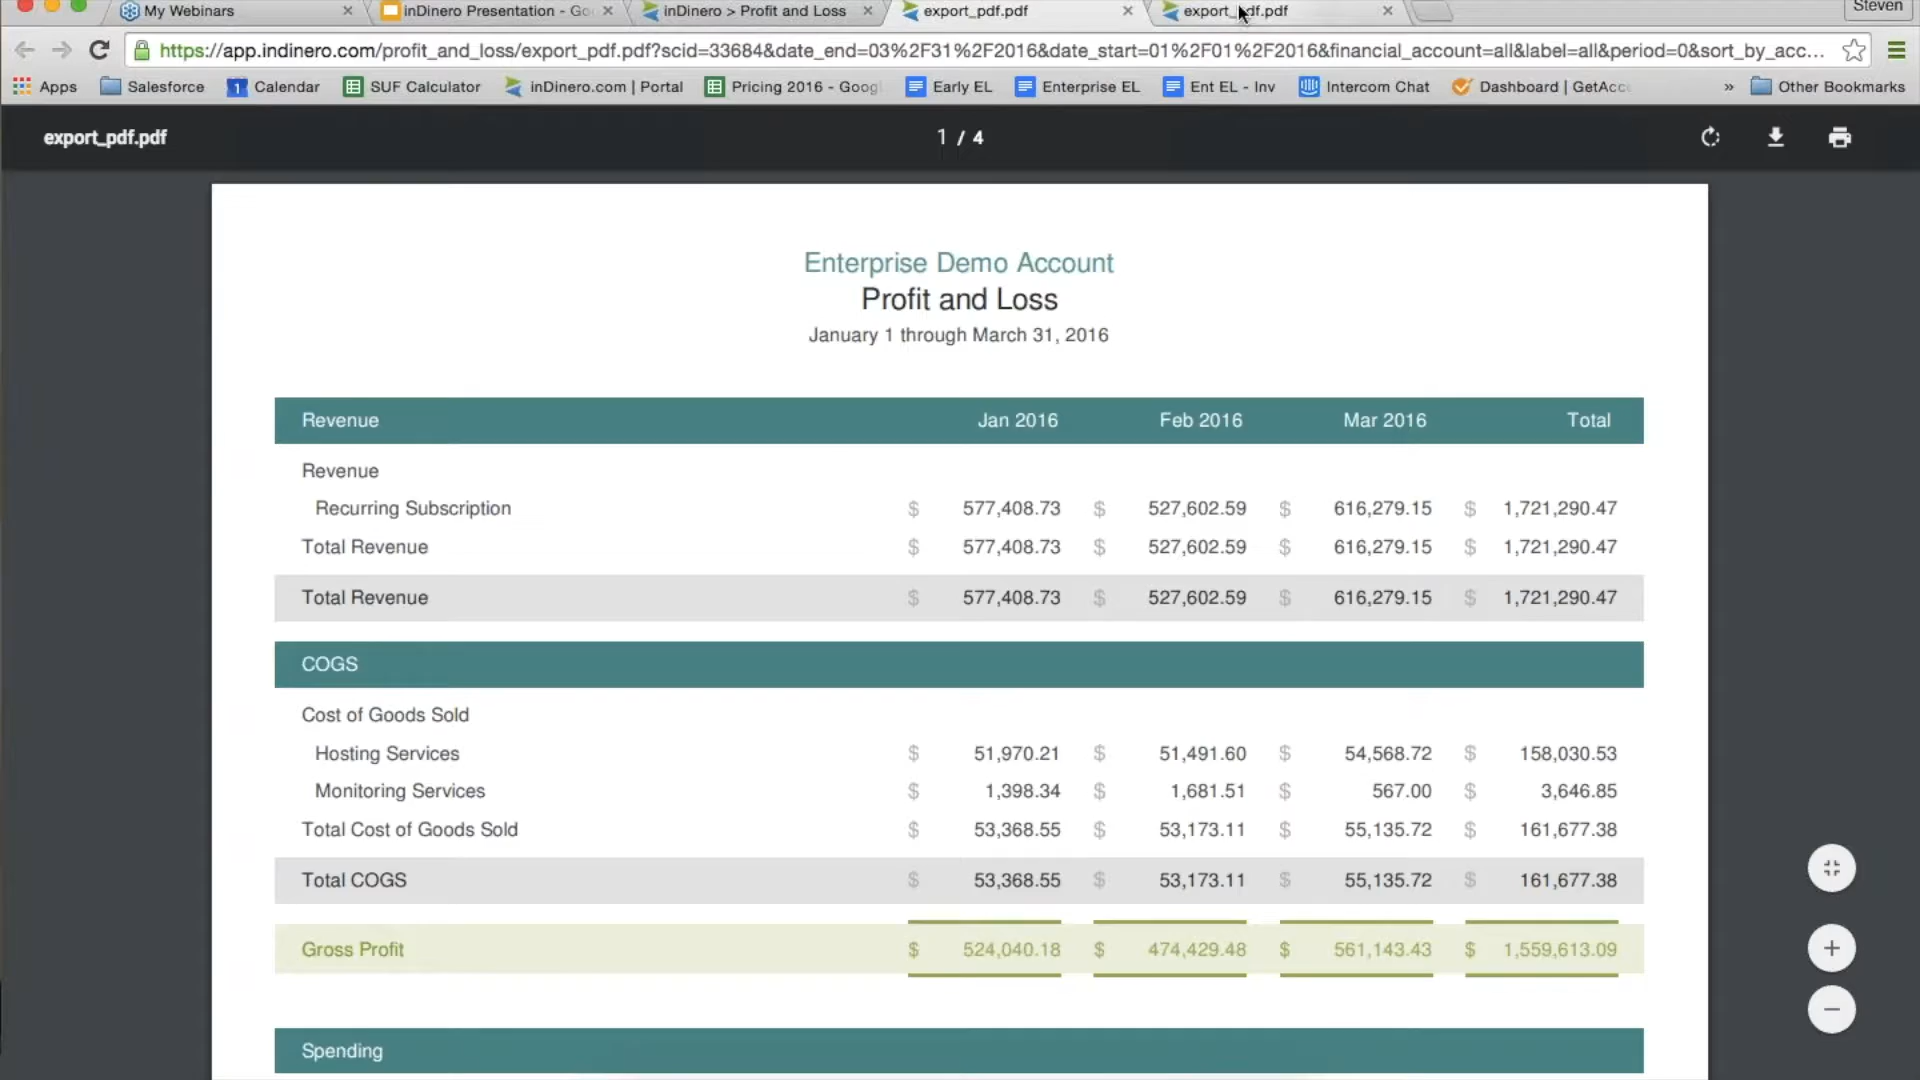 My Webinars inDinero Presentation - Go inDinero > Profit and Loss export_pdf.pdf export_pdf.pdf Steven
https://app.indinero.com/profit_and_loss/export_pdf.pdf?scid=33684&date_end=03%2F31%2F2016&date_start=01%2F01%2F2016&financial_account=all&label=all&period=0&sort_by_acc...
Apps Salesforce 1 Calendar SUF Calculator inDinero.com | Portal Pricing 2016 - Goog Early EL Enterprise EL Ent EL - Inv Intercom Chat Dashboard | GetAcc » Other Bookmarks
export_pdf.pdf 1 / 4
Enterprise Demo Account
Profit and Loss
January 1 through March 31, 2016
Revenue Jan 2016 Feb 2016 Mar 2016 Total
Revenue
Recurring Subscription $ 577,408.73 $ 527,602.59 $ 616,279.15 $ 1,721,290.47
Total Revenue $ 577,408.73 $ 527,602.59 $ 616,279.15 $ 1,721,290.47
Total Revenue $ 577,408.73 $ 527,602.59 $ 616,279.15 $ 1,721,290.47
COGS
Cost of Goods Sold
Hosting Services $ 51,970.21 $ 51,491.60 $ 54,568.72 $ 158,030.53
Monitoring Services $ 1,398.34 $ 1,681.51 $ 567.00 $ 3,646.85
Total Cost of Goods Sold $ 53,368.55 $ 53,173.11 $ 55,135.72 $ 161,677.38
Total COGS $ 53,368.55 $ 53,173.11 $ 55,135.72 $ 161,677.38
Gross Profit $ 524,040.18 $ 474,429.48 $ 561,143.43 $ 1,559,613.09
Spending